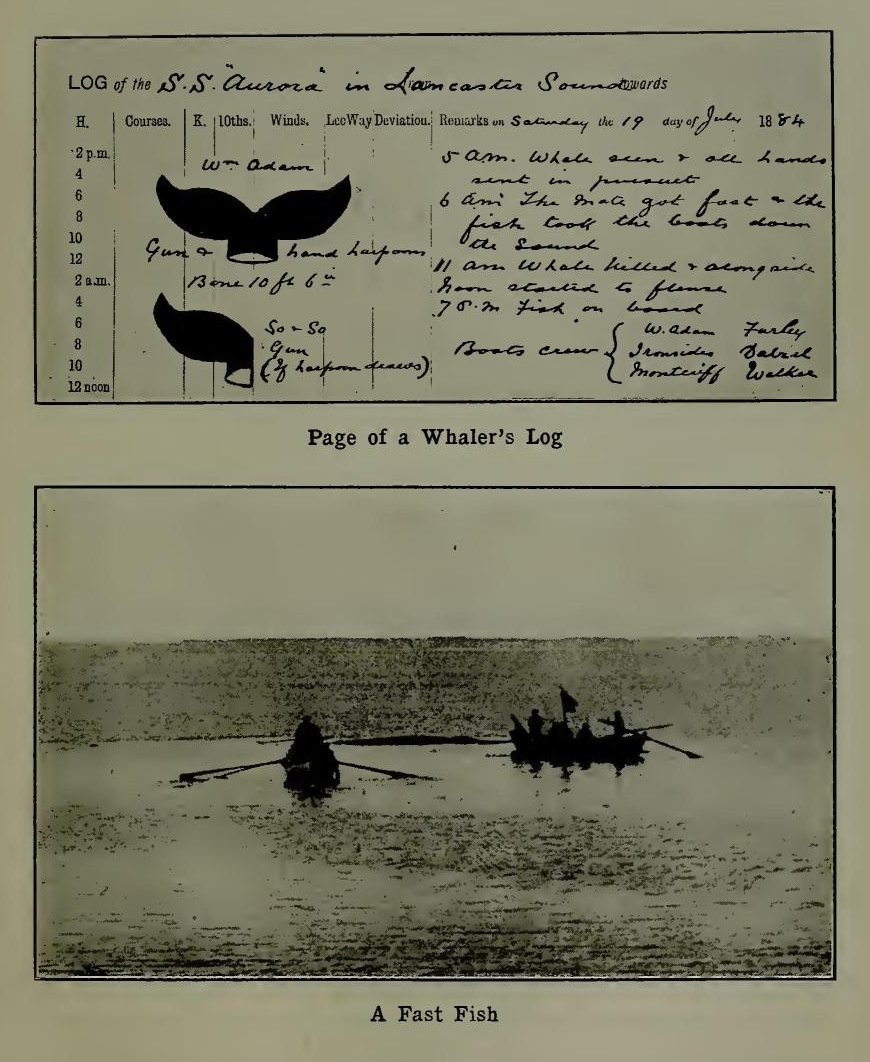 LOG of the S.S. "Aurora" in Lancaster Sound towards
H. Courses. K. 10ths. Winds. LeeWay Deviation. Remarks on Saturday the 19 day of July 1884
2 p.m.
4
6
8
10
12
2 a.m.
4
6
8
10
12 noon
Wm Adam
Gun & hand harpoons
Bone 10 ft 6 in
So & So
Gun
(If harpoon draws)
5 am. Whale seen & all hands
sent in pursuit
6 am The Mate got fast & the
fish took the boats down
the Sound
11 am Whale killed & alongside
Noon started to flense
7 P.M Fish on board
Boats crew { W. Adam Farley
Ironsides Dalziel
Montcriff Walker
Page of a Whaler's Log
A Fast Fish